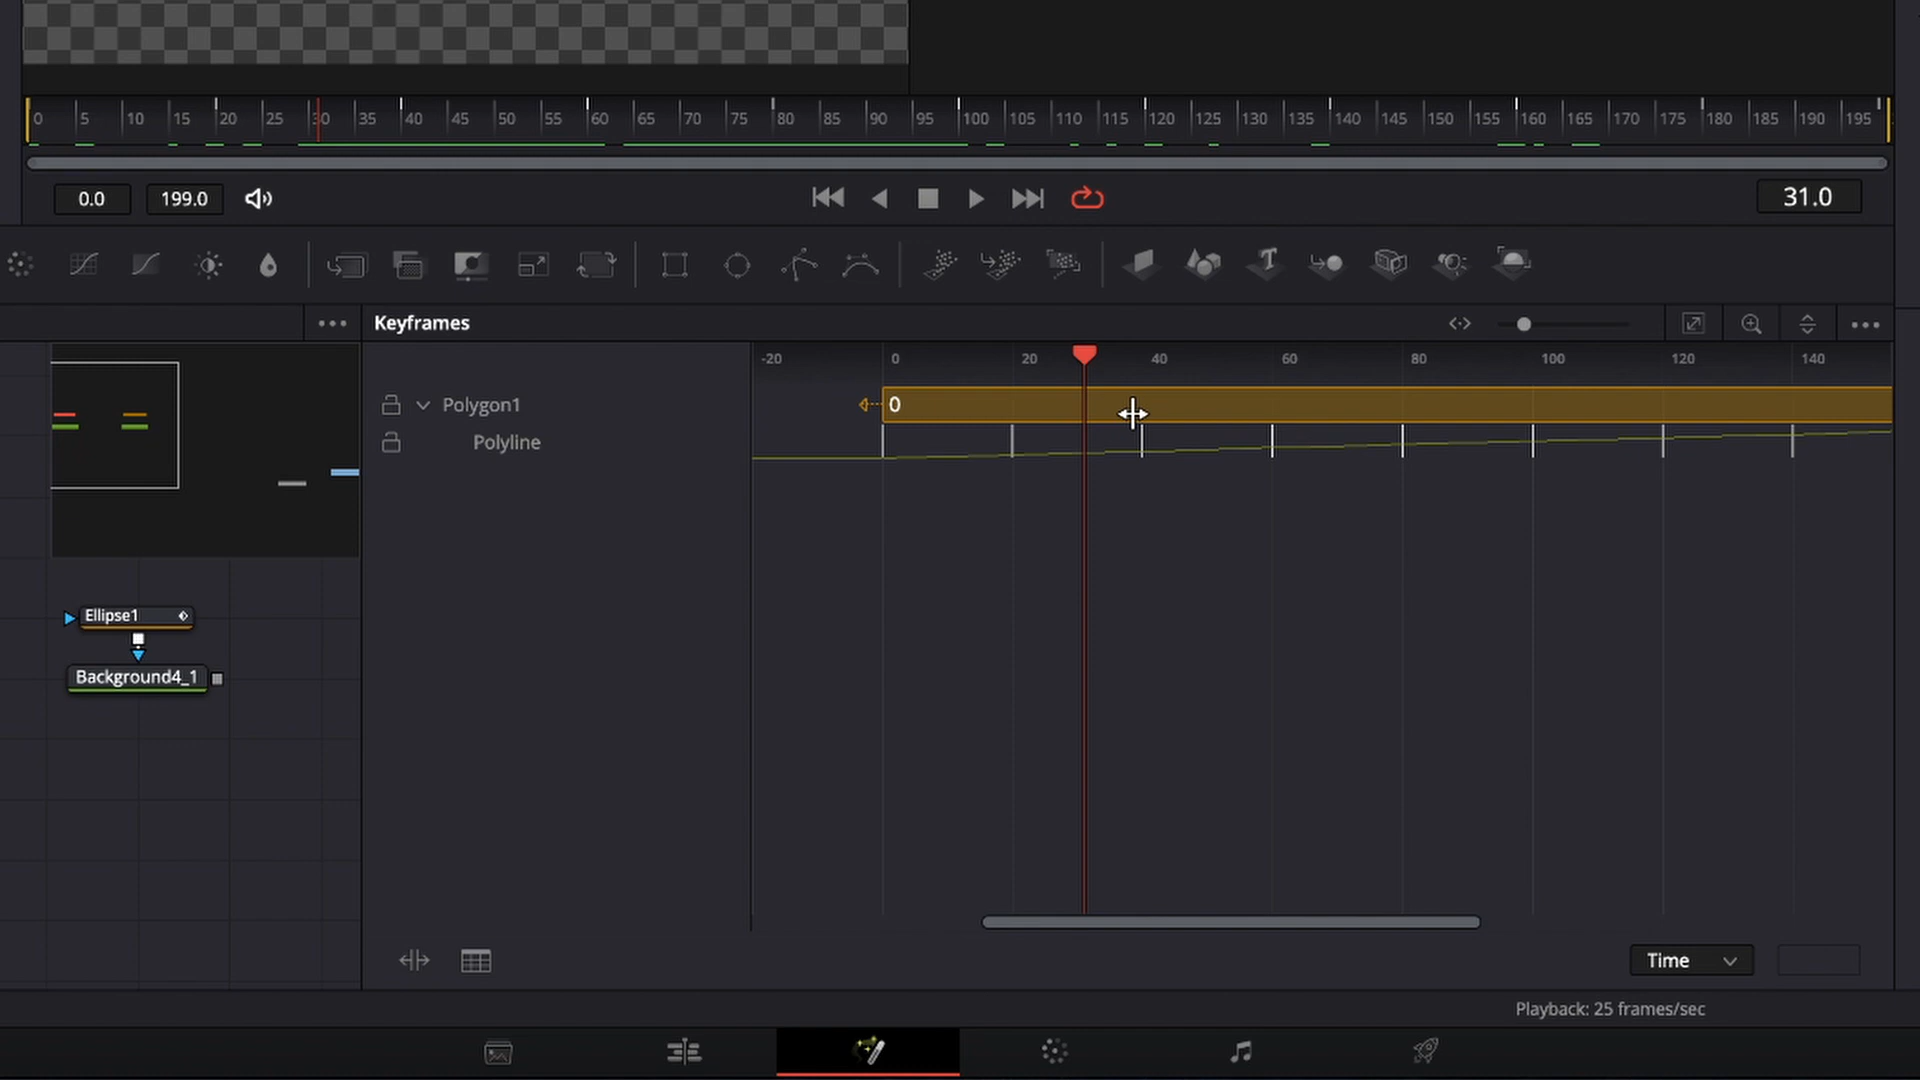 0 5 10 15 20 25 30 35 40 45 50 55 60 65 70 75 80 85 90 95 100 105 110 115 120 125 130 135 140 145 150 155 160 165 170 175 180 185 190 195
0.0 199.0 31.0
Keyframes
-20 0 20 40 60 80 100 120 140
Polygon1 0
Polyline
Ellipse1
Background4_1
Time
Playback: 25 frames/sec